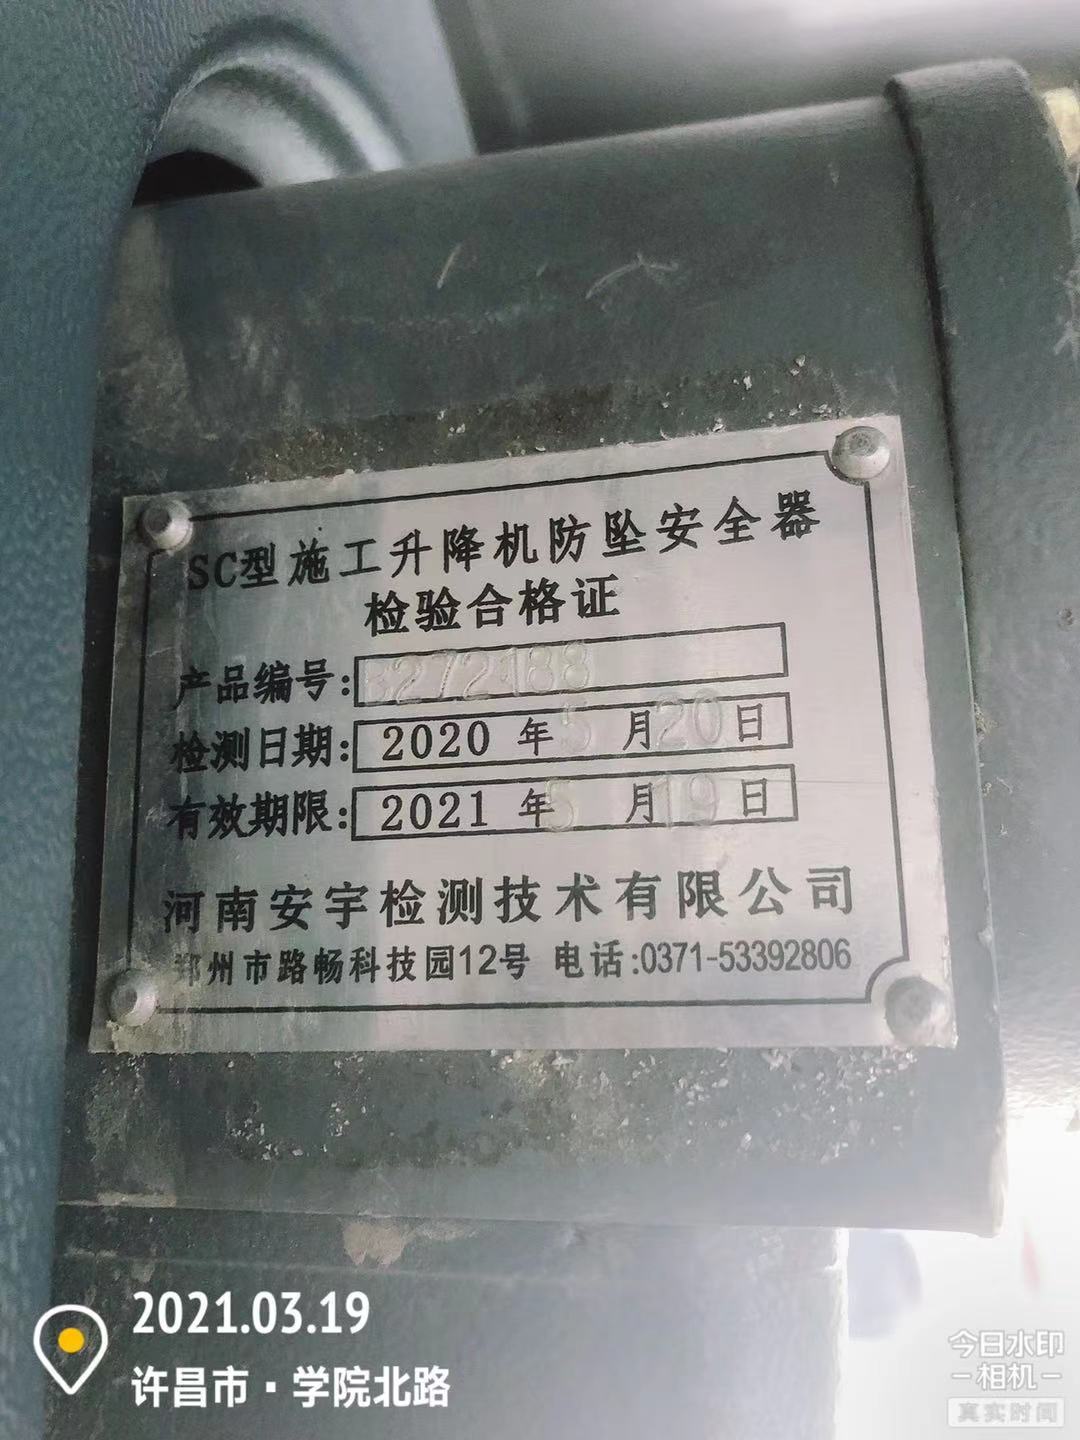 SC型施工升降机防坠安全器
检验合格证
产品编号:B272188
检测日期:2020 年 5 月 20 日
有效期限:2021 年 5 月 19 日
河南安宇检测技术有限公司
郑州市路畅科技园12号 电话:0371-53392806
2021.03.19
许昌市·学院北路
今日水印
-相机-
真实时间